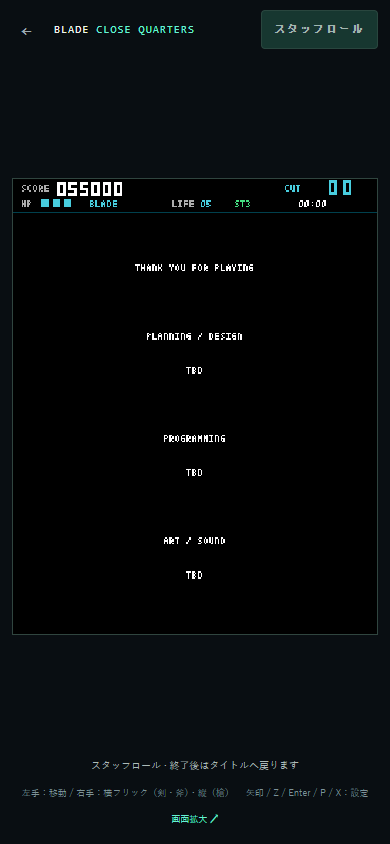 ← BLADE CLOSE QUARTERS スタッフロール
SCORE 055000 CUT 00
HP BLADE LIFE 05 ST3 00:00
THANK YOU FOR PLAYING
PLANNING / DESIGN
TBD
PROGRAMMING
TBD
ART / SOUND
TBD
スタッフロール · 終了後はタイトルへ戻ります
左手：移動 / 右手：横フリック（剣・斧）・縦（槍） 矢印 / Z / Enter / P / X：設定
画面拡大 ⤢